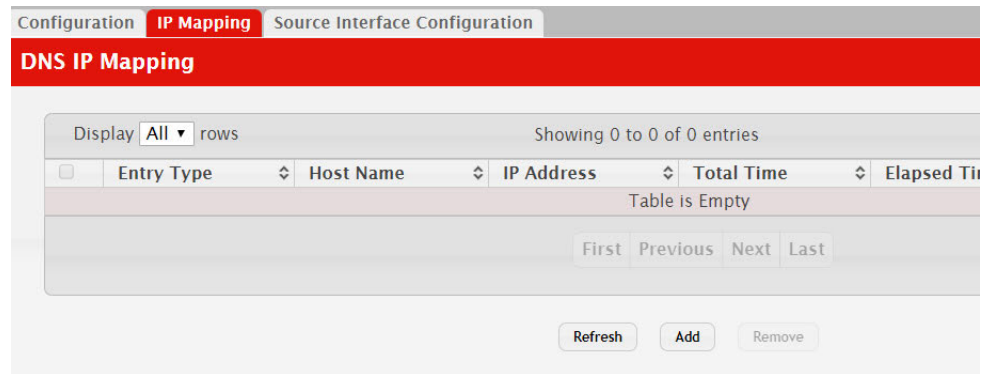 Configuration IP Mapping Source Interface Configuration
DNS IP Mapping
Display All rows Showing 0 to 0 of 0 entries
Entry Type Host Name IP Address Total Time Elapsed
Table is Empty
First Previous Next Last
Refresh Add Remove